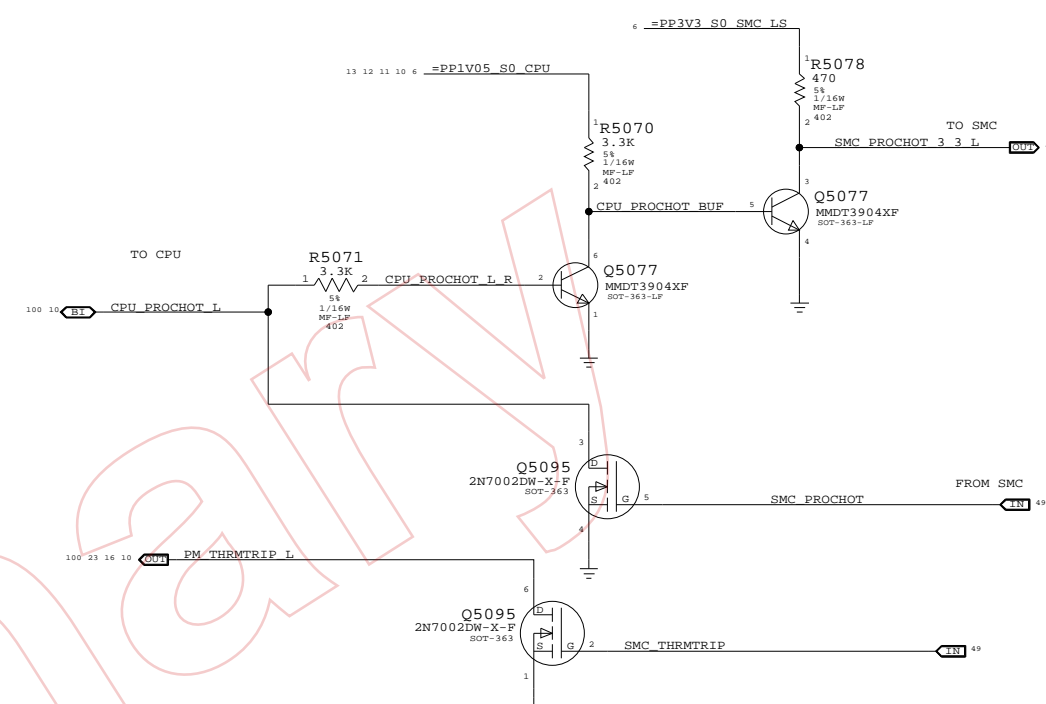 6 =PP3V3_S0_SMC_LS
13 12 11 10 6 =PP1V05_S0_CPU
1
R5078
470
5%
1/16W
MF-LF
402
2
1
R5070
3.3K
5%
1/16W
MF-LF
402
2
TO SMC
SMC_PROCHOT_3_3_L
OUT
3
Q5077
MMDT3904XF
SOT-363-LF
5
4
CPU_PROCHOT_BUF
TO CPU
R5071
3.3K
1 2
5%
1/16W
MF-LF
402
CPU_PROCHOT_L_R
2
6
Q5077
MMDT3904XF
SOT-363-LF
1
100 10 BI CPU_PROCHOT_L
3
Q5095
2N7002DW-X-F
SOT-363
D
S G
5
4
SMC_PROCHOT
FROM SMC
IN 49
100 23 16 10 OUT PM_THRMTRIP_L
6
Q5095
2N7002DW-X-F
SOT-363
D
S G
2
1
SMC_THRMTRIP
IN 49
nary